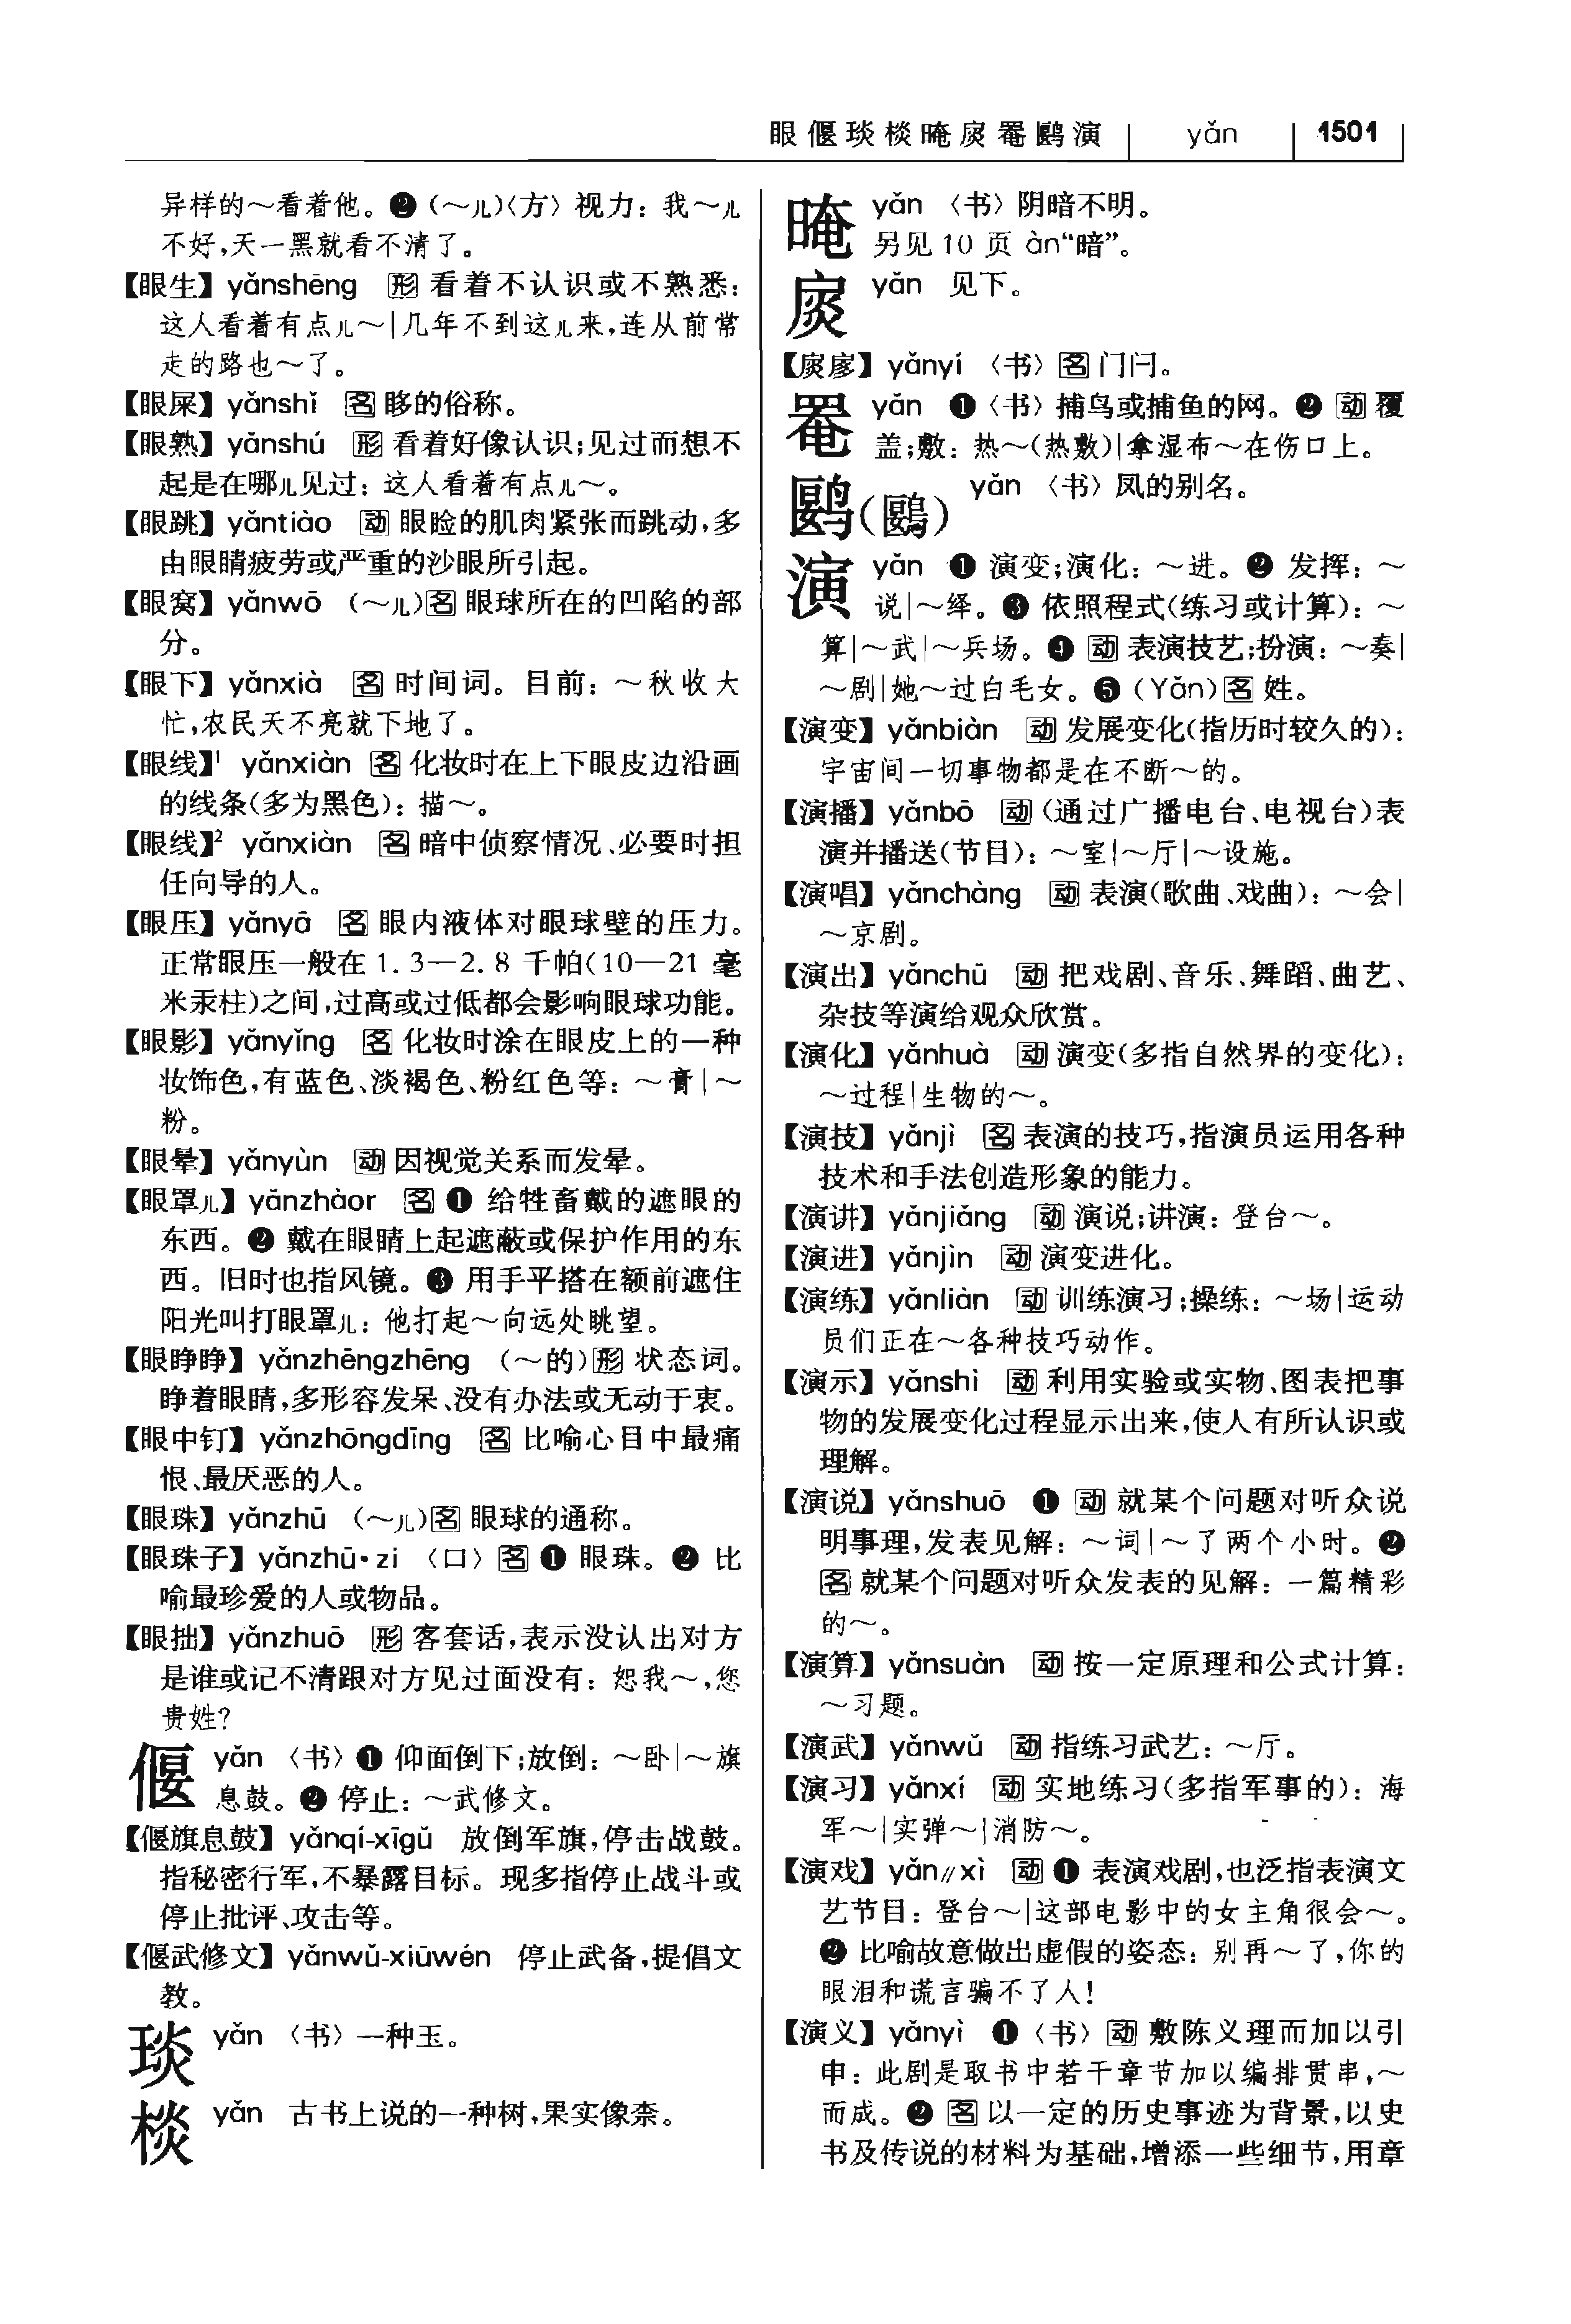 眼偃琰棪晻扊罨鶠演 yǎn 1501
异样的～看着他。❷（～儿）〈方〉视力：我～儿
不好，天一黑就看不清了。
【眼生】yǎnshēng 形 看着不认识或不熟悉：
这人看着有点儿～|几年不到这儿来，连从前常
走的路也～了。
【眼屎】yǎnshǐ 名 眵的俗称。
【眼熟】yǎnshú 形 看着好像认识；见过而想不
起是在哪儿见过：这人看着有点儿～。
【眼跳】yǎntiào 动 眼睑的肌肉紧张而跳动，多
由眼睛疲劳或严重的沙眼所引起。
【眼窝】yǎnwō （～儿）名 眼球所在的凹陷的部
分。
【眼下】yǎnxià 名 时间词。目前：～秋收大
忙，农民天不亮就下地了。
【眼线】¹ yǎnxiàn 名 化妆时在上下眼皮边沿画
的线条（多为黑色）：描～。
【眼线】² yǎnxiàn 名 暗中侦察情况、必要时担
任向导的人。
【眼压】yǎnyā 名 眼内液体对眼球壁的压力。
正常眼压一般在 1.3—2.8 千帕（10—21 毫
米汞柱）之间，过高或过低都会影响眼球功能。
【眼影】yǎnyǐng 名 化妆时涂在眼皮上的一种
妆饰色，有蓝色、淡褐色、粉红色等：～膏|～
粉。
【眼晕】yǎnyùn 动 因视觉关系而发晕。
【眼罩儿】yǎnzhàor 名 ❶ 给牲畜戴的遮眼的
东西。❷ 戴在眼睛上起遮蔽或保护作用的东
西。旧时也指风镜。❸ 用手平搭在额前遮住
阳光叫打眼罩儿：他打起～向远处眺望。
【眼睁睁】yǎnzhēngzhēng （～的）形 状态词。
睁着眼睛，多形容发呆、没有办法或无动于衷。
【眼中钉】yǎnzhōngdīng 名 比喻心目中最痛
恨、最厌恶的人。
【眼珠】yǎnzhū （～儿）名 眼球的通称。
【眼珠子】yǎnzhū·zi 〈口〉名 ❶ 眼珠。❷ 比
喻最珍爱的人或物品。
【眼拙】yǎnzhuō 形 客套话，表示没认出对方
是谁或记不清跟对方见过面没有：恕我～，您
贵姓？
偃 yǎn 〈书〉❶ 仰面倒下；放倒：～卧|～旗
息鼓。❷ 停止：～武修文。
【偃旗息鼓】yǎnqí-xīgǔ 放倒军旗，停击战鼓。
指秘密行军，不暴露目标。现多指停止战斗或
停止批评、攻击等。
【偃武修文】yǎnwǔ-xiūwén 停止武备，提倡文
教。
琰 yǎn 〈书〉一种玉。
棪 yǎn 古书上说的一种树，果实像柰。
晻 yǎn 〈书〉阴暗不明。
另见 10 页 àn“暗”。
扊 yǎn 见下。
【扊扅】yǎnyí 〈书〉名 门闩。
罨 yǎn ❶〈书〉捕鸟或捕鱼的网。❷ 动 覆
盖；敷：热～（热敷）|拿湿布～在伤口上。
鶠（鶠） yǎn 〈书〉凤的别名。
演 yǎn ❶ 演变；演化：～进。❷ 发挥：～
说|～绎。❸ 依照程式（练习或计算）：～
算|～武|～兵场。❹ 动 表演技艺；扮演：～奏|
～剧|她～过白毛女。❺（Yǎn）名 姓。
【演变】yǎnbiàn 动 发展变化（指历时较久的）：
宇宙间一切事物都是在不断～的。
【演播】yǎnbō 动（通过广播电台、电视台）表
演并播送（节目）：～室|～厅|～设施。
【演唱】yǎnchàng 动 表演（歌曲、戏曲）：～会|
～京剧。
【演出】yǎnchū 动 把戏剧、音乐、舞蹈、曲艺、
杂技等演给观众欣赏。
【演化】yǎnhuà 动 演变（多指自然界的变化）：
～过程|生物的～。
【演技】yǎnjì 名 表演的技巧，指演员运用各种
技术和手法创造形象的能力。
【演讲】yǎnjiǎng 动 演说；讲演：登台～。
【演进】yǎnjìn 动 演变进化。
【演练】yǎnliàn 动 训练演习；操练：～场|运动
员们正在～各种技巧动作。
【演示】yǎnshì 动 利用实验或实物、图表把事
物的发展变化过程显示出来，使人有所认识或
理解。
【演说】yǎnshuō ❶ 动 就某个问题对听众说
明事理，发表见解：～词|～了两个小时。❷
名 就某个问题对听众发表的见解：一篇精彩
的～。
【演算】yǎnsuàn 动 按一定原理和公式计算：
～习题。
【演武】yǎnwǔ 动 指练习武艺：～厅。
【演习】yǎnxí 动 实地练习（多指军事的）：海
军～|实弹～|消防～。
【演戏】yǎn∥xì 动 ❶ 表演戏剧，也泛指表演文
艺节目：登台～|这部电影中的女主角很会～。
❷ 比喻故意做出虚假的姿态：别再～了，你的
眼泪和谎言骗不了人！
【演义】yǎnyì ❶〈书〉动 敷陈义理而加以引
申：此剧是取书中若干章节加以编排贯串，～
而成。❷ 名 以一定的历史事迹为背景，以史
书及传说的材料为基础，增添一些细节，用章